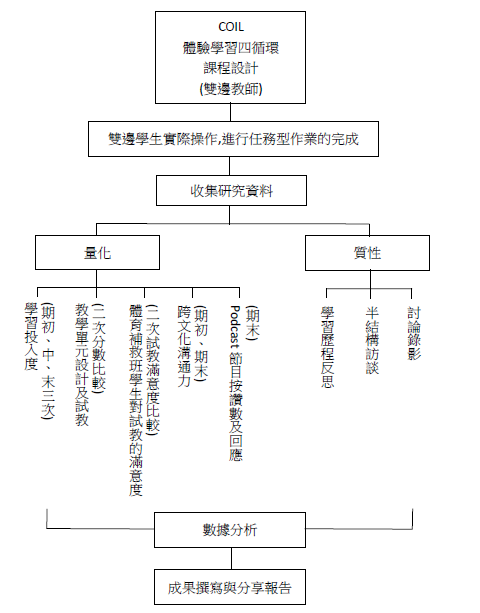 COIL
體驗學習四循環
課程設計
(雙邊教師)
雙邊學生實際操作,進行任務型作業的完成
收集研究資料
量化
質性
學習投入度
(期初、中、末三次)
教學單元設計及試教
(二次分數比較)
體育補救班學生對試教的滿意度
(二次試教滿意度比較)
跨文化溝通力
(期初、期末)
Podcast 節目按讚數及回應
(期末)
學習歷程反思
半結構訪談
討論錄影
數據分析
成果撰寫與分享報告